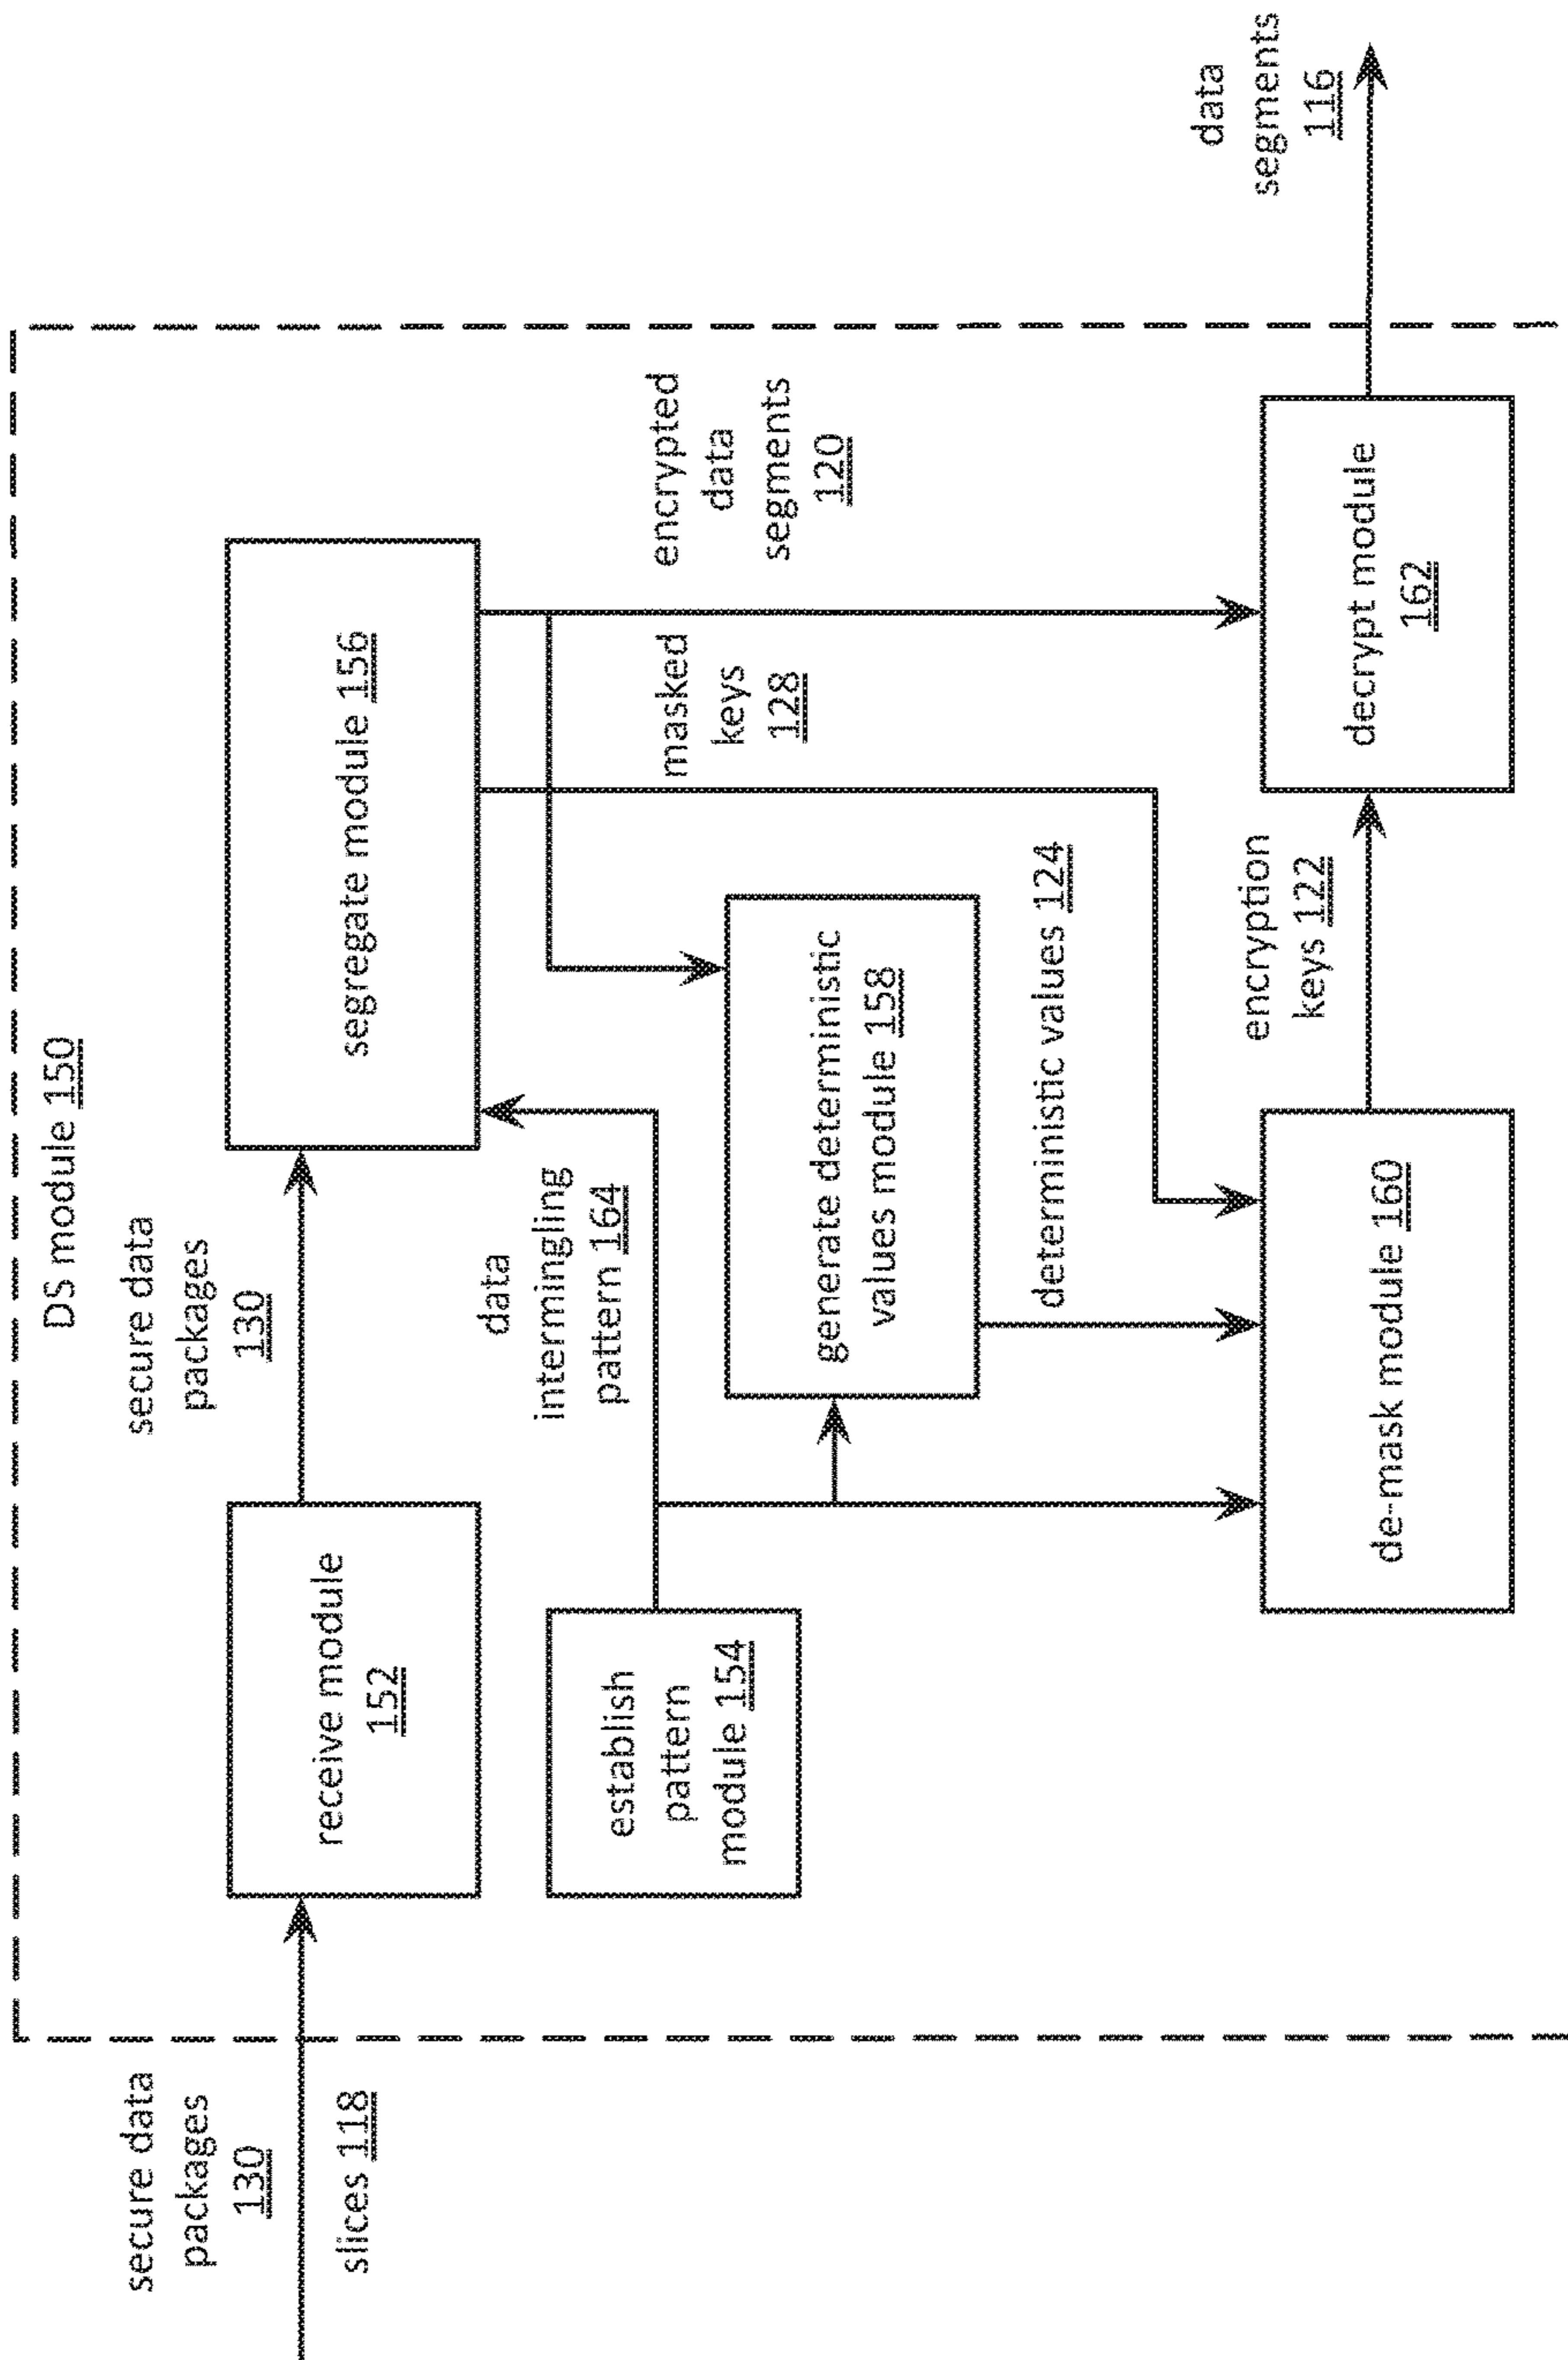 DS module 150
secure data
packages
130
slices 118
receive module
152
secure data
packages
130
segregate module 156
establish
pattern
module 154
data
intermingling
pattern 164
generate deterministic
values module 158
masked
keys
128
encrypted
data
segments
120
deterministic values 124
de-mask module 160
encryption
keys 122
decrypt module
162
data
segments
116